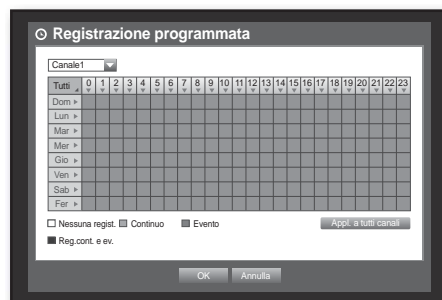 Registrazione programmata
Canale1
Tutti 0 1 2 3 4 5 6 7 8 9 10 11 12 13 14 15 16 17 18 19 20 21 22 23
Dom
Lun
Mar
Mer
Gio
Ven
Sab
Fer
Nessuna regist. Continuo Evento Appl. a tutti canali
Reg.cont. e ev.
OK Annulla